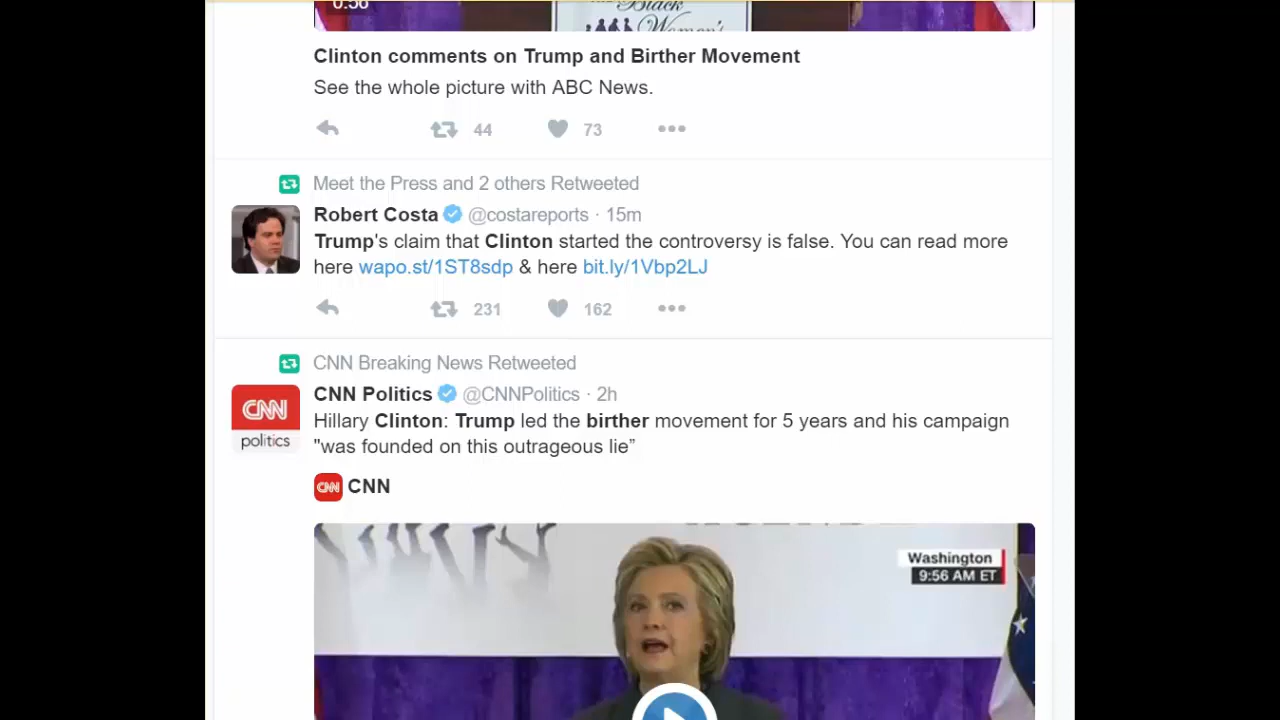 0:56
Black
Women's
Clinton comments on Trump and Birther Movement
See the whole picture with ABC News.
44 73
Meet the Press and 2 others Retweeted
Robert Costa @costareports · 15m
Trump's claim that Clinton started the controversy is false. You can read more
here wapo.st/1ST8sdp & here bit.ly/1Vbp2LJ
231 162
CNN Breaking News Retweeted
CNN Politics @CNNPolitics · 2h
CNN
politics
Hillary Clinton: Trump led the birther movement for 5 years and his campaign
"was founded on this outrageous lie”
CNN CNN
Washington
9:56 AM ET